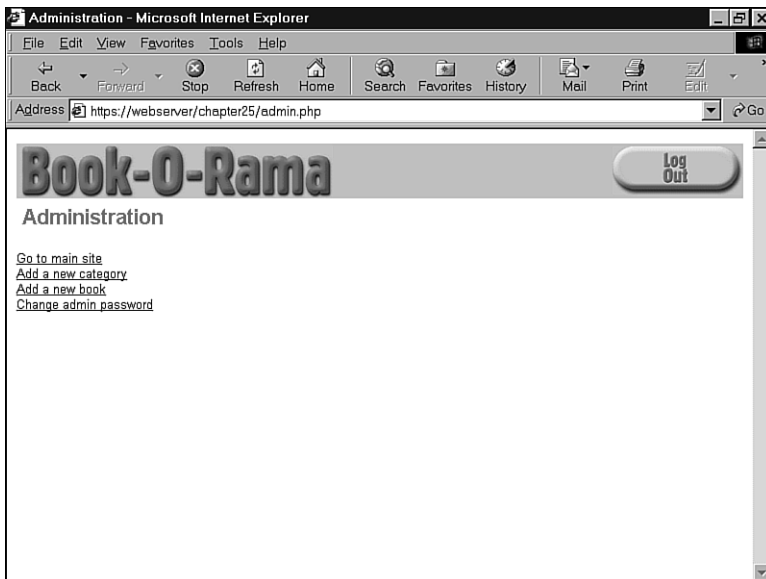 Administration - Microsoft Internet Explorer
File Edit View Favorites Tools Help
Back Forward Stop Refresh Home Search Favorites History Mail Print Edit
Address https://webserver/chapter25/admin.php Go
Book-O-Rama
Log
Out
Administration
Go to main site
Add a new category
Add a new book
Change admin password